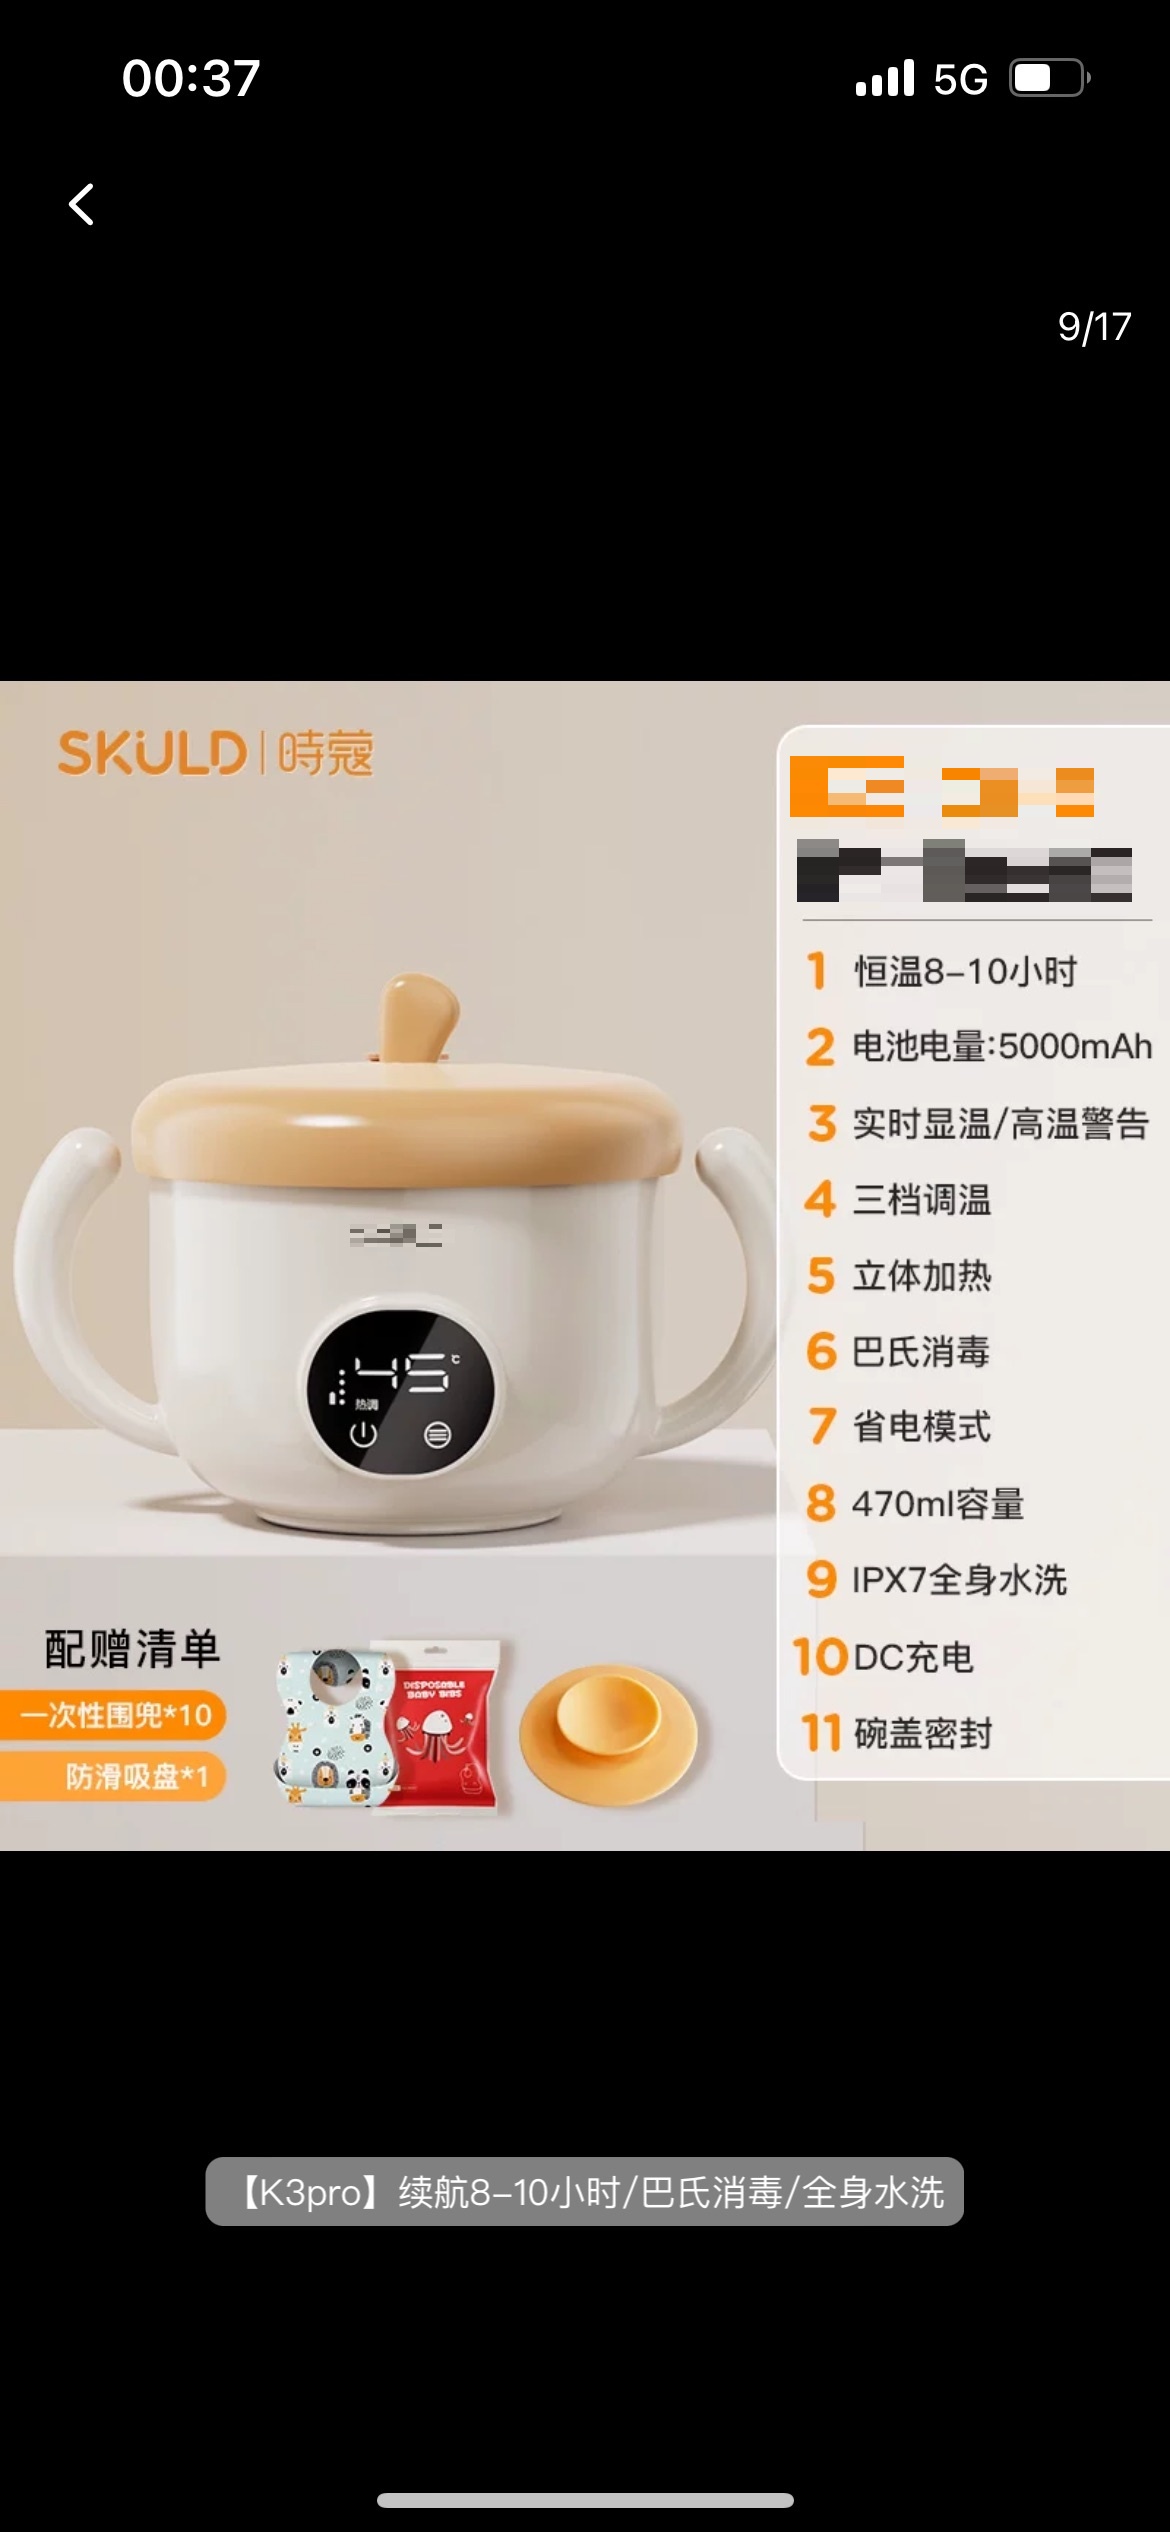 00:37
5G
9/17
SKULD|時蔻
1 恒温8-10小时
2 电池电量:5000mAh
3 实时显温/高温警告
4 三档调温
5 立体加热
6 巴氏消毒
7 省电模式
8 470ml容量
9 IPX7全身水洗
10 DC充电
11 碗盖密封
45℃
热调
配赠清单
一次性围兜*10
防滑吸盘*1
DISPOSABLE
BABY BIBS
【K3pro】续航8-10小时/巴氏消毒/全身水洗